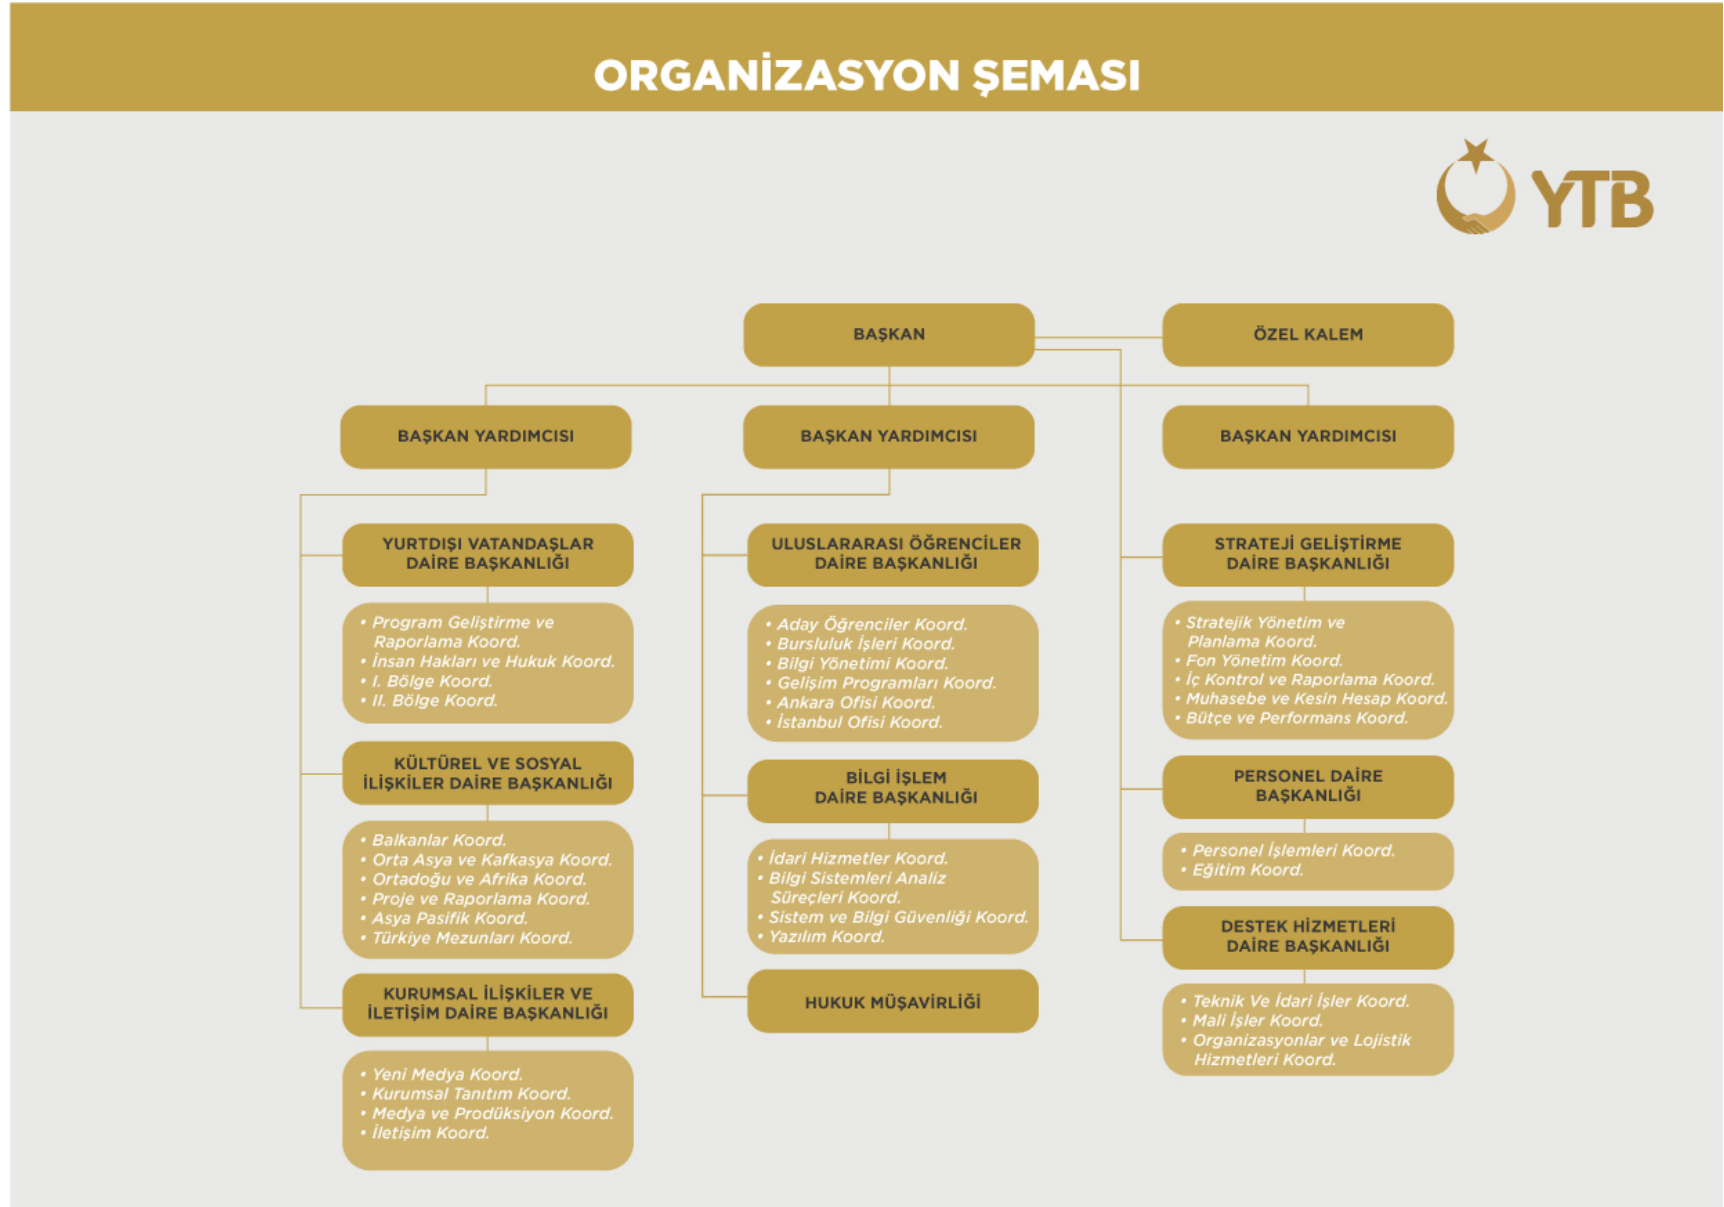 ORGANİZASYON ŞEMASI
YTB
BAŞKAN
ÖZEL KALEM
BAŞKAN YARDIMCISI
BAŞKAN YARDIMCISI
BAŞKAN YARDIMCISI
YURTDIŞI VATANDAŞLAR
DAİRE BAŞKANLIĞI
• Program Geliştirme ve
Raporlama Koord.
• İnsan Hakları ve Hukuk Koord.
• I. Bölge Koord.
• II. Bölge Koord.
KÜLTÜREL VE SOSYAL
İLİŞKİLER DAİRE BAŞKANLIĞI
• Balkanlar Koord.
• Orta Asya ve Kafkasya Koord.
• Ortadoğu ve Afrika Koord.
• Proje ve Raporlama Koord.
• Asya Pasifik Koord.
• Türkiye Mezunları Koord.
KURUMSAL İLİŞKİLER VE
İLETİŞİM DAİRE BAŞKANLIĞI
• Yeni Medya Koord.
• Kurumsal Tanıtım Koord.
• Medya ve Prodüksiyon Koord.
• İletişim Koord.
ULUSLARARASI ÖĞRENCİLER
DAİRE BAŞKANLIĞI
• Aday Öğrenciler Koord.
• Bursluluk İşleri Koord.
• Bilgi Yönetimi Koord.
• Gelişim Programları Koord.
• Ankara Ofisi Koord.
• İstanbul Ofisi Koord.
BİLGİ İŞLEM
DAİRE BAŞKANLIĞI
• İdari Hizmetler Koord.
• Bilgi Sistemleri Analiz
Süreçleri Koord.
• Sistem ve Bilgi Güvenliği Koord.
• Yazılım Koord.
HUKUK MÜŞAVİRLİĞİ
STRATEJİ GELİŞTİRME
DAİRE BAŞKANLIĞI
• Stratejik Yönetim ve
Planlama Koord.
• Fon Yönetim Koord.
• İç Kontrol ve Raporlama Koord.
• Muhasebe ve Kesin Hesap Koord.
• Bütçe ve Performans Koord.
PERSONEL DAİRE
BAŞKANLIĞI
• Personel İşlemleri Koord.
• Eğitim Koord.
DESTEK HİZMETLERİ
DAİRE BAŞKANLIĞI
• Teknik Ve İdari İşler Koord.
• Mali İşler Koord.
• Organizasyonlar ve Lojistik
Hizmetleri Koord.